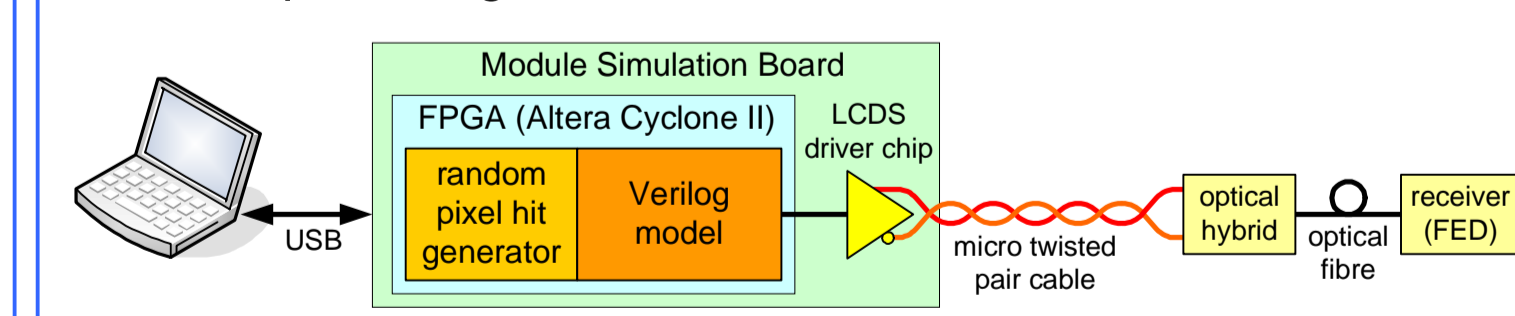 Module Simulation Board
FPGA (Altera Cyclone II)
LCDS
driver chip
random
pixel hit
generator
Verilog
model
USB
micro twisted
pair cable
optical
hybrid
optical
fibre
receiver
(FED)